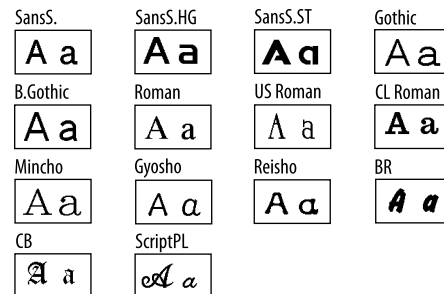 SansS. SansS.HG SansS.ST Gothic
A a A a A a A a
B.Gothic Roman US Roman CL Roman
A a A a A a A a
Mincho Gyosho Reisho BR
A a A a A a A a
CB ScriptPL
A a A a